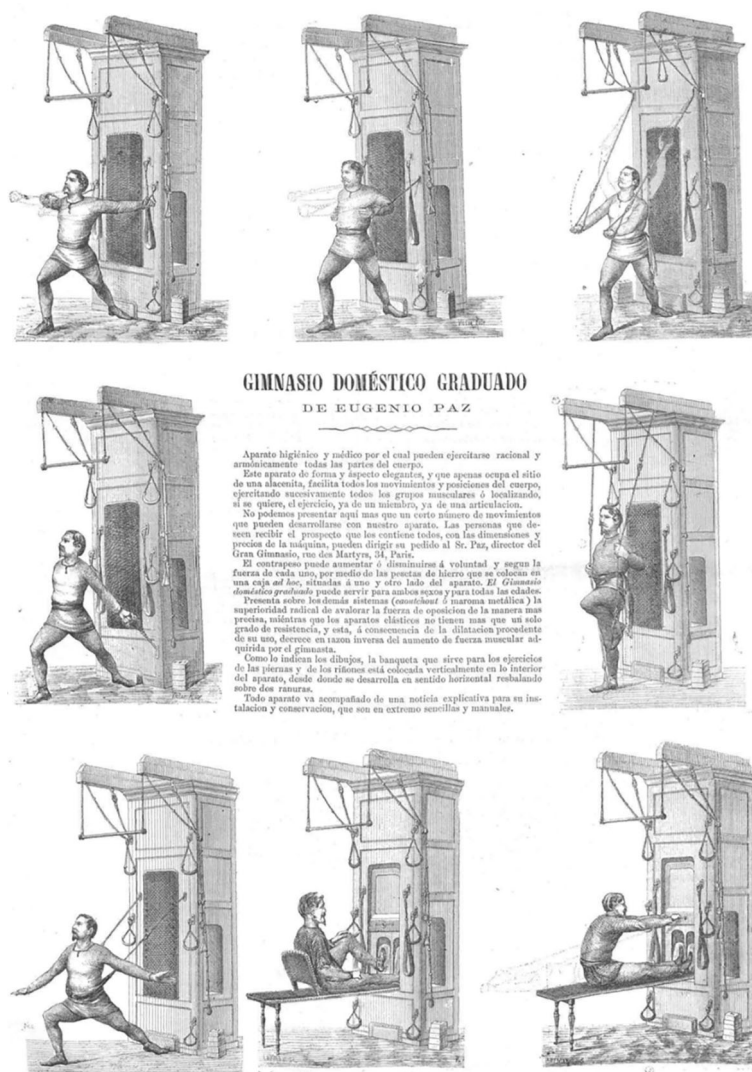 GIMNASIO DOMÉSTICO GRADUADO
DE EUGENIO PAZ
Aparato higiénico y médico por el cual pueden ejercitarse racional y
armónicamente todas las partes del cuerpo.
Este aparato de forma y áspecto elegantes, y que apenas ocupa el sitio
de una alacenita, facilita todos los movimientos y posiciones del cuerpo,
ejercitando sucesivamente todos los grupos musculares ó localizando,
si se quiere, el ejercicio, ya de un miembro, ya de una articulacion.
No podemos presentar aquí mas que un certo número de movimientos
que pueden desarrollarse con nuestro aparato. Las personas que de-
seen recibir el prospecto que los contiene todos, con las dimensiones y
precios de la máquina, pueden dirigir su pedido al Sr. Paz, director del
Gran Gimnasio, rue des Martyrs, 34, Paris.
El contrapeso puede aumentar ó disminuirse á voluntad y segun la
fuerza de cada uno, por medio de las pesetas de hierro que se colocan en
una caja ad hoc, situadas á uno y otro lado del aparato. El Gimnasio
doméstico graduado puede servir para ambos sexos y para todas las edades.
Presenta sobre los demás sistemas (caoutchout ó maroma metálica) la
superioridad radical de avalorar la fuerza de oposicion de la manera mas
precisa, miéntras que los aparatos elásticos no tienen mas que un solo
grado de resistencia, y esta, á consecuencia de la dilatacion procedente
de su uso, decrece en razon inversa del aumento de fuerza muscular ad-
quirida por el gimnasta.
Como lo indican los dibujos, la banqueta que sirve para los ejercicios
de las piernas y de los riñones está colocada verticalmente en lo interior
del aparato, desde donde se desarrolla en sentido horizontal resbalando
sobre dos ranuras.
Todo aparato va acompañado de una noticia explicativa para su ins-
talacion y conservacion, que son en extremo sencillas y manuales.